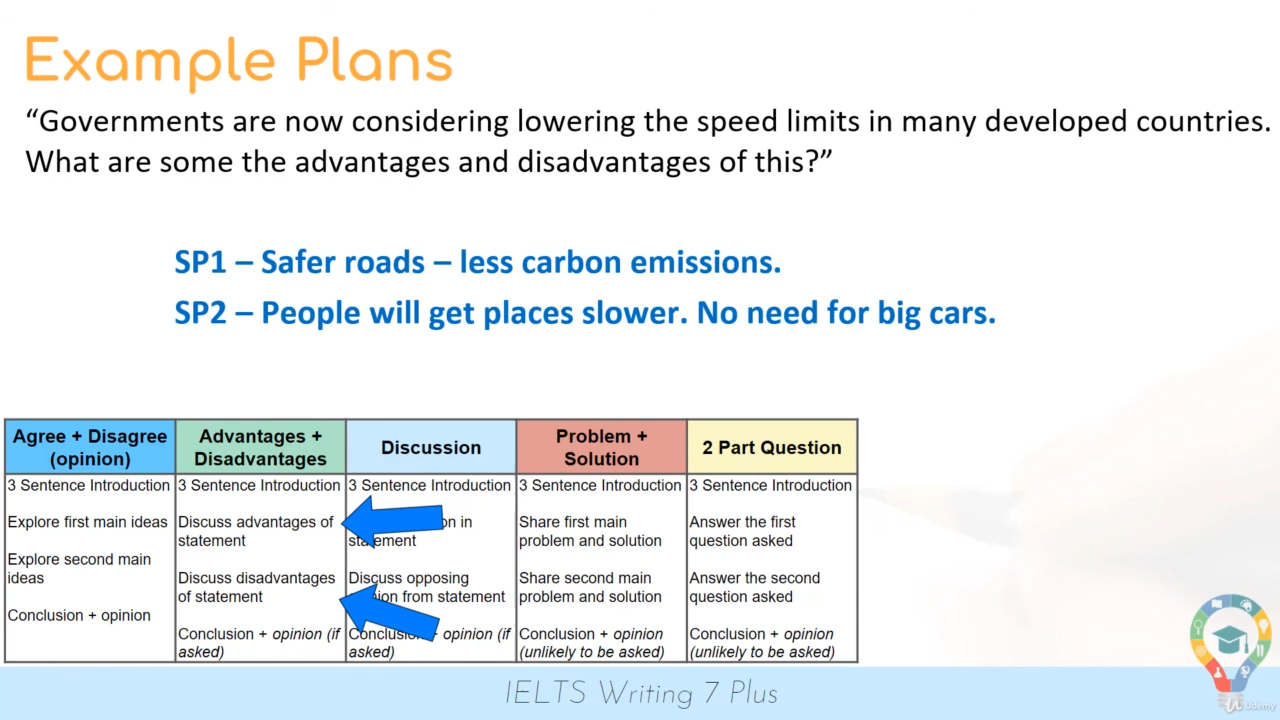 Example Plans
“Governments are now considering lowering the speed limits in many developed countries.
What are some the advantages and disadvantages of this?”
SP1 – Safer roads – less carbon emissions.
SP2 – People will get places slower. No need for big cars.
Agree + Disagree
(opinion)
3 Sentence Introduction
Explore first main ideas
Explore second main
ideas
Conclusion + opinion
Advantages +
Disadvantages
3 Sentence Introduction
Discuss advantages of
statement
Discuss disadvantages
of statement
Conclusion + opinion (if
asked)
Discussion
3 Sentence Introduction
in
Discuss opposing
from statement
opinion (if
asked)
Problem +
Solution
3 Sentence Introduction
Share first main
problem and solution
Share second main
problem and solution
Conclusion + opinion
(unlikely to be asked)
2 Part Question
3 Sentence Introduction
Answer the first
question asked
Answer the second
question asked
Conclusion + opinion
(unlikely to be asked)
IELTS Writing 7 Plus
Udemy